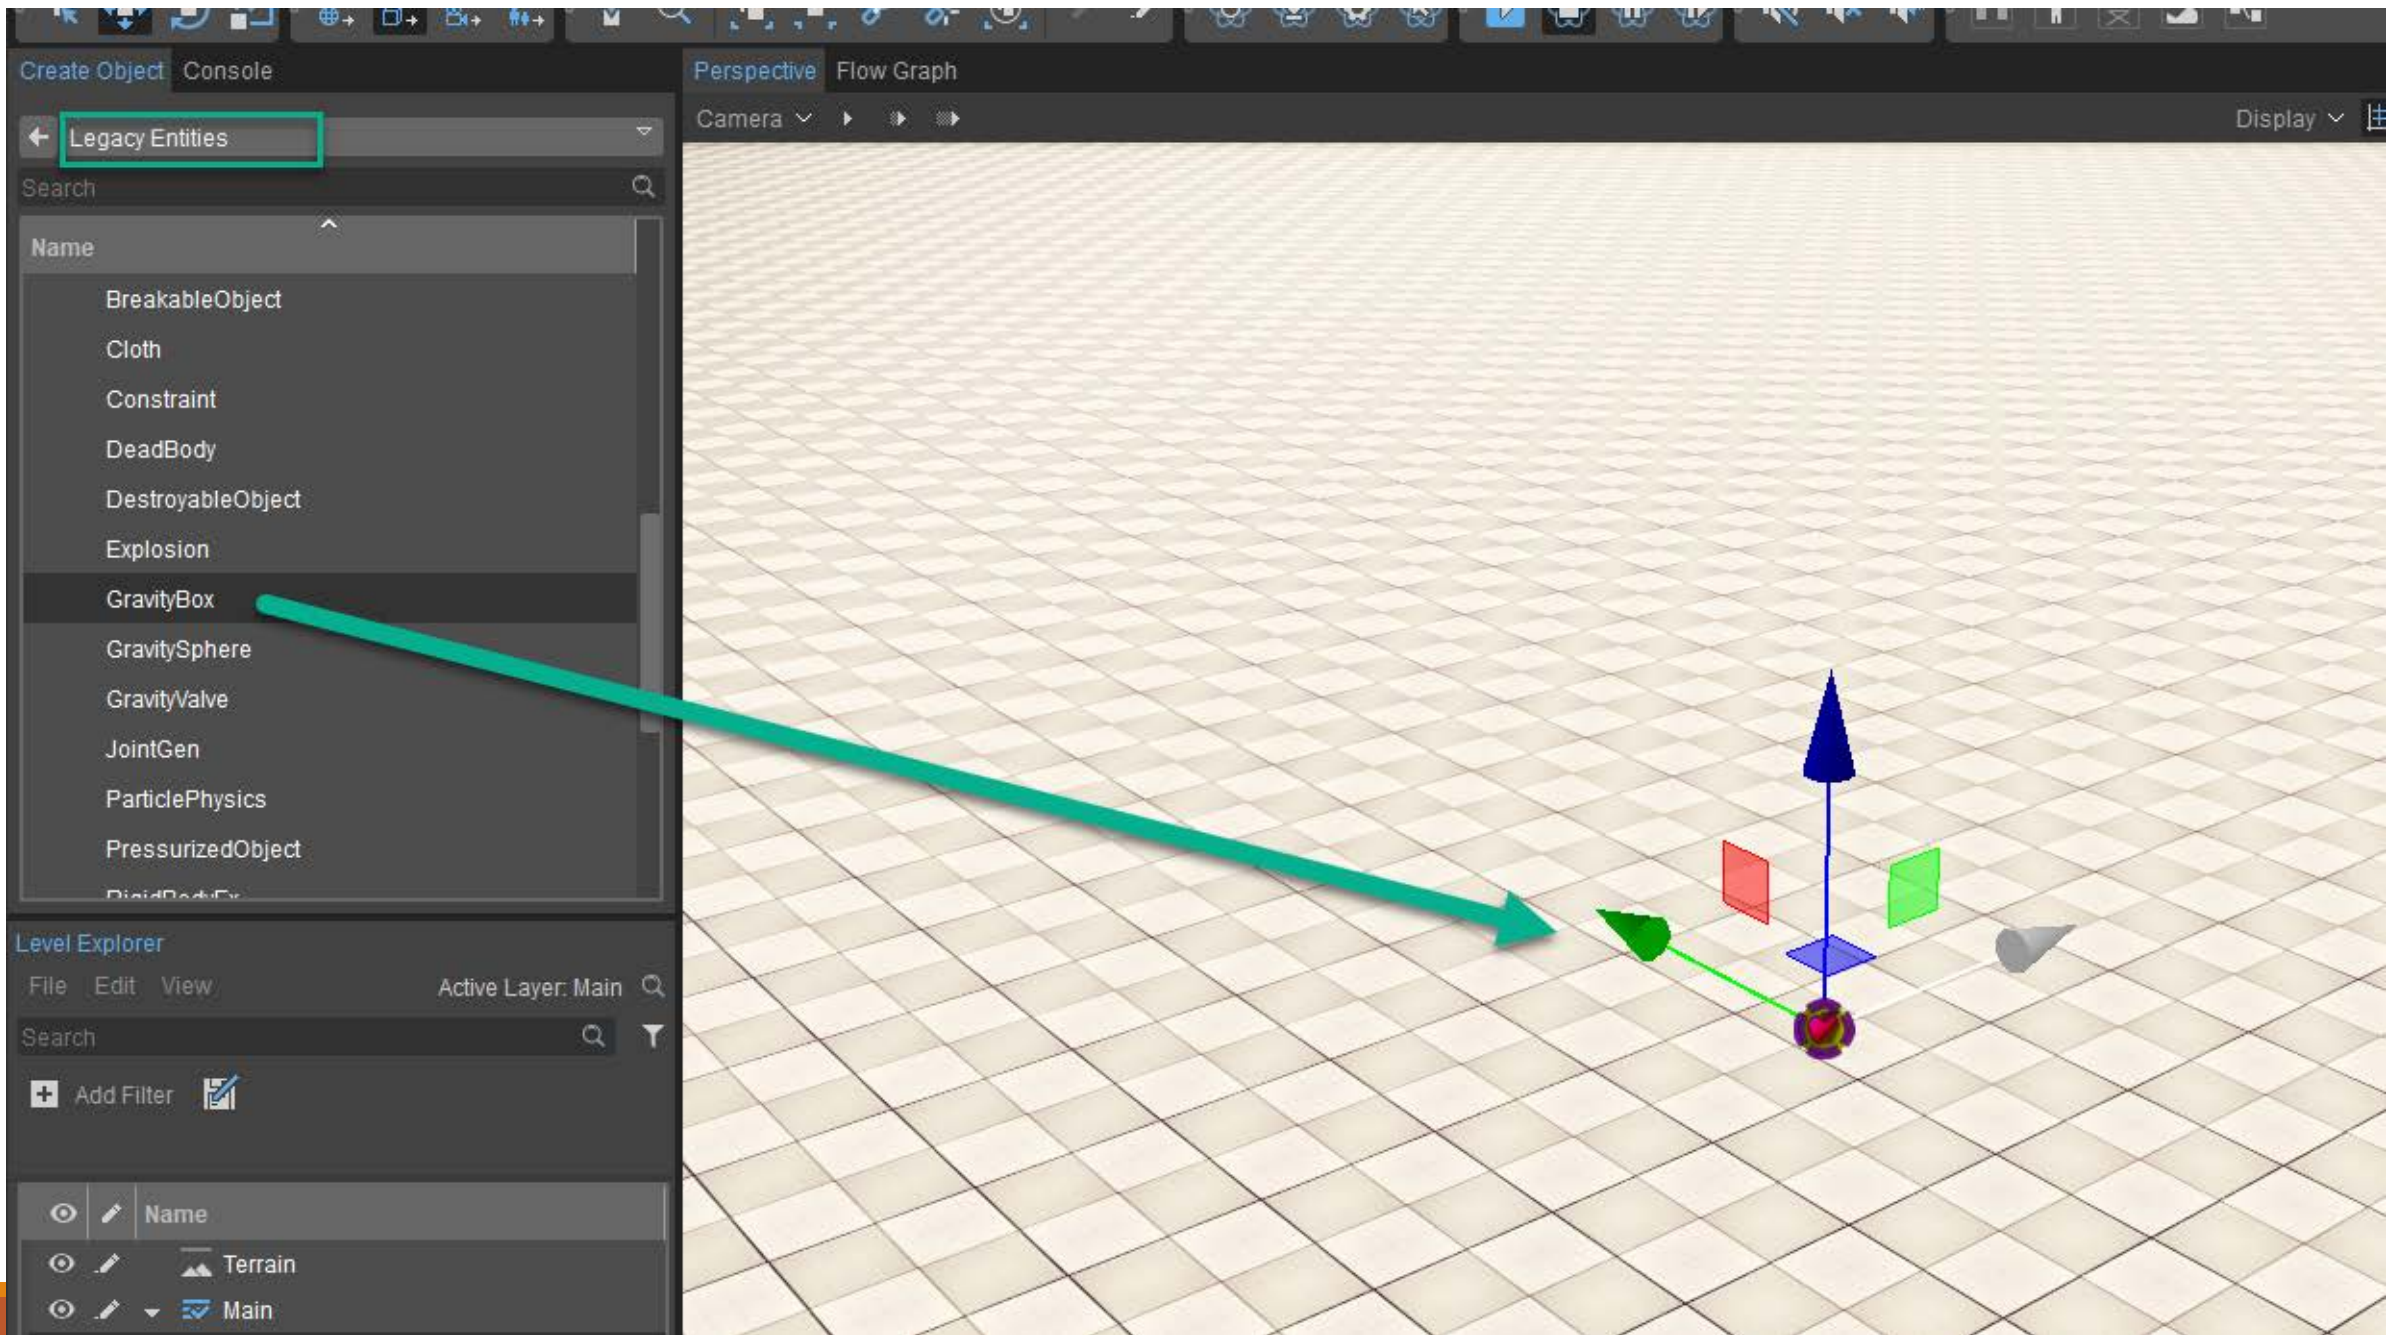 Create Object Console
Legacy Entities
Search
Name
BreakableObject
Cloth
Constraint
DeadBody
DestroyableObject
Explosion
GravityBox
GravitySphere
GravityValve
JointGen
ParticlePhysics
PressurizedObject
RigidBodyEx
Level Explorer
File Edit View Active Layer: Main
Search
Add Filter
Name
Terrain
Main
Perspective Flow Graph
Camera Display